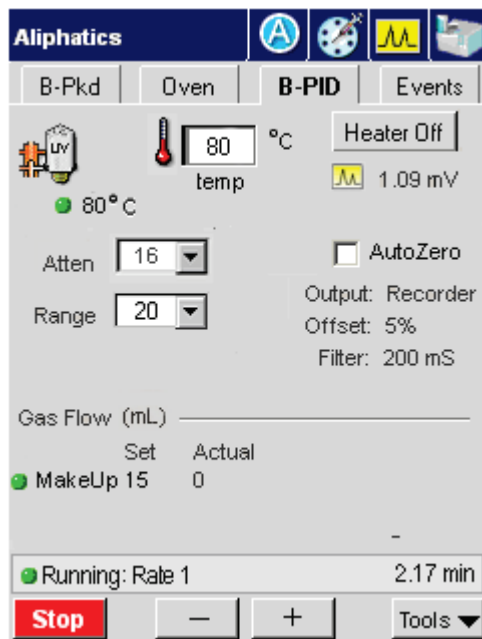 Aliphatics
B-Pkd Oven B-PID Events
UV 80 °C Heater Off
temp 1.09 mV
80°C
Atten 16 AutoZero
Output: Recorder
Range 20 Offset: 5%
Filter: 200 mS
Gas Flow (mL)
Set Actual
MakeUp 15 0
-
Running: Rate 1 2.17 min
Stop − + Tools